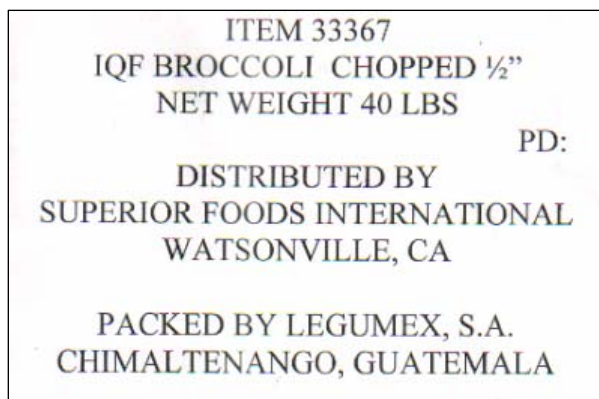 ITEM 33367
IQF BROCCOLI CHOPPED ½”
NET WEIGHT 40 LBS
PD:
DISTRIBUTED BY
SUPERIOR FOODS INTERNATIONAL
WATSONVILLE, CA
PACKED BY LEGUMEX, S.A.
CHIMALTENANGO, GUATEMALA